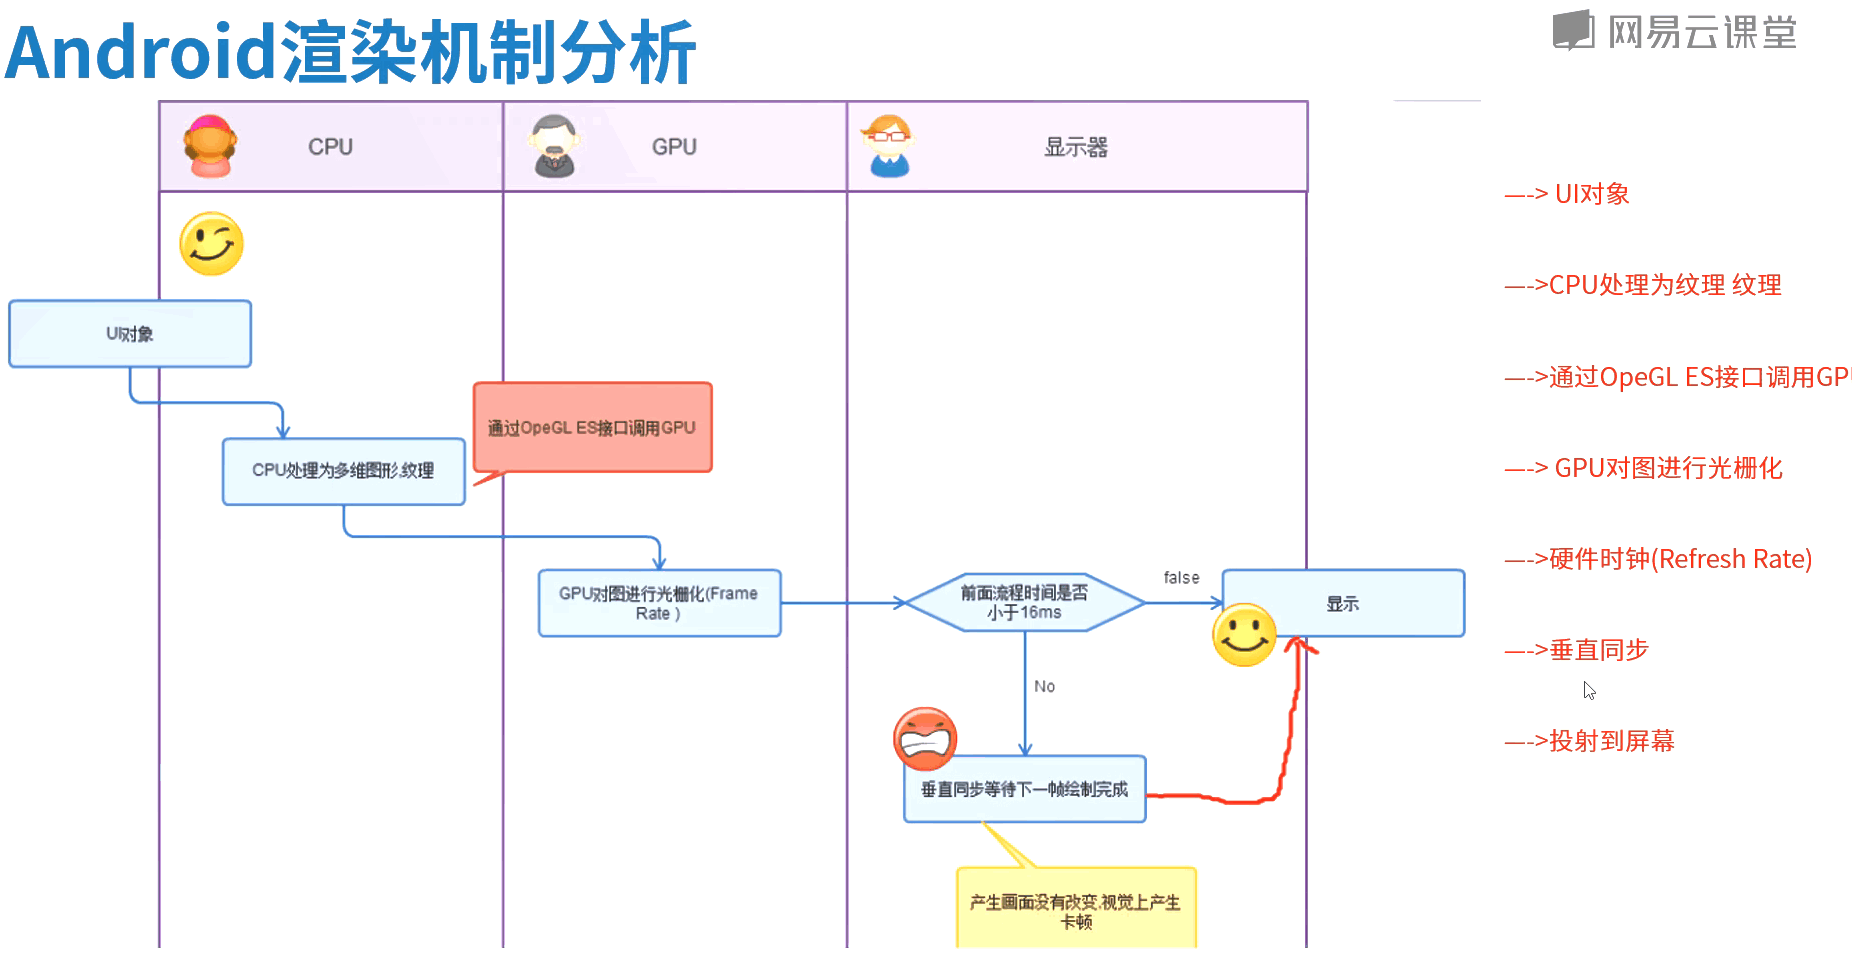 Android渲染机制分析
网易云课堂
CPU
GPU
显示器
UI对象
CPU处理为多维图形,纹理
通过OpeGL ES接口调用GPU
GPU对图进行光栅化(Frame
Rate )
前面流程时间是否
小于16ms
false
显示
No
垂直同步等待下一帧绘制完成
产生画面没有改变,视觉上产生
卡顿
—-> UI对象
—->CPU处理为纹理 纹理
—->通过OpeGL ES接口调用GPU
—-> GPU对图进行光栅化
—->硬件时钟(Refresh Rate)
—->垂直同步
—->投射到屏幕